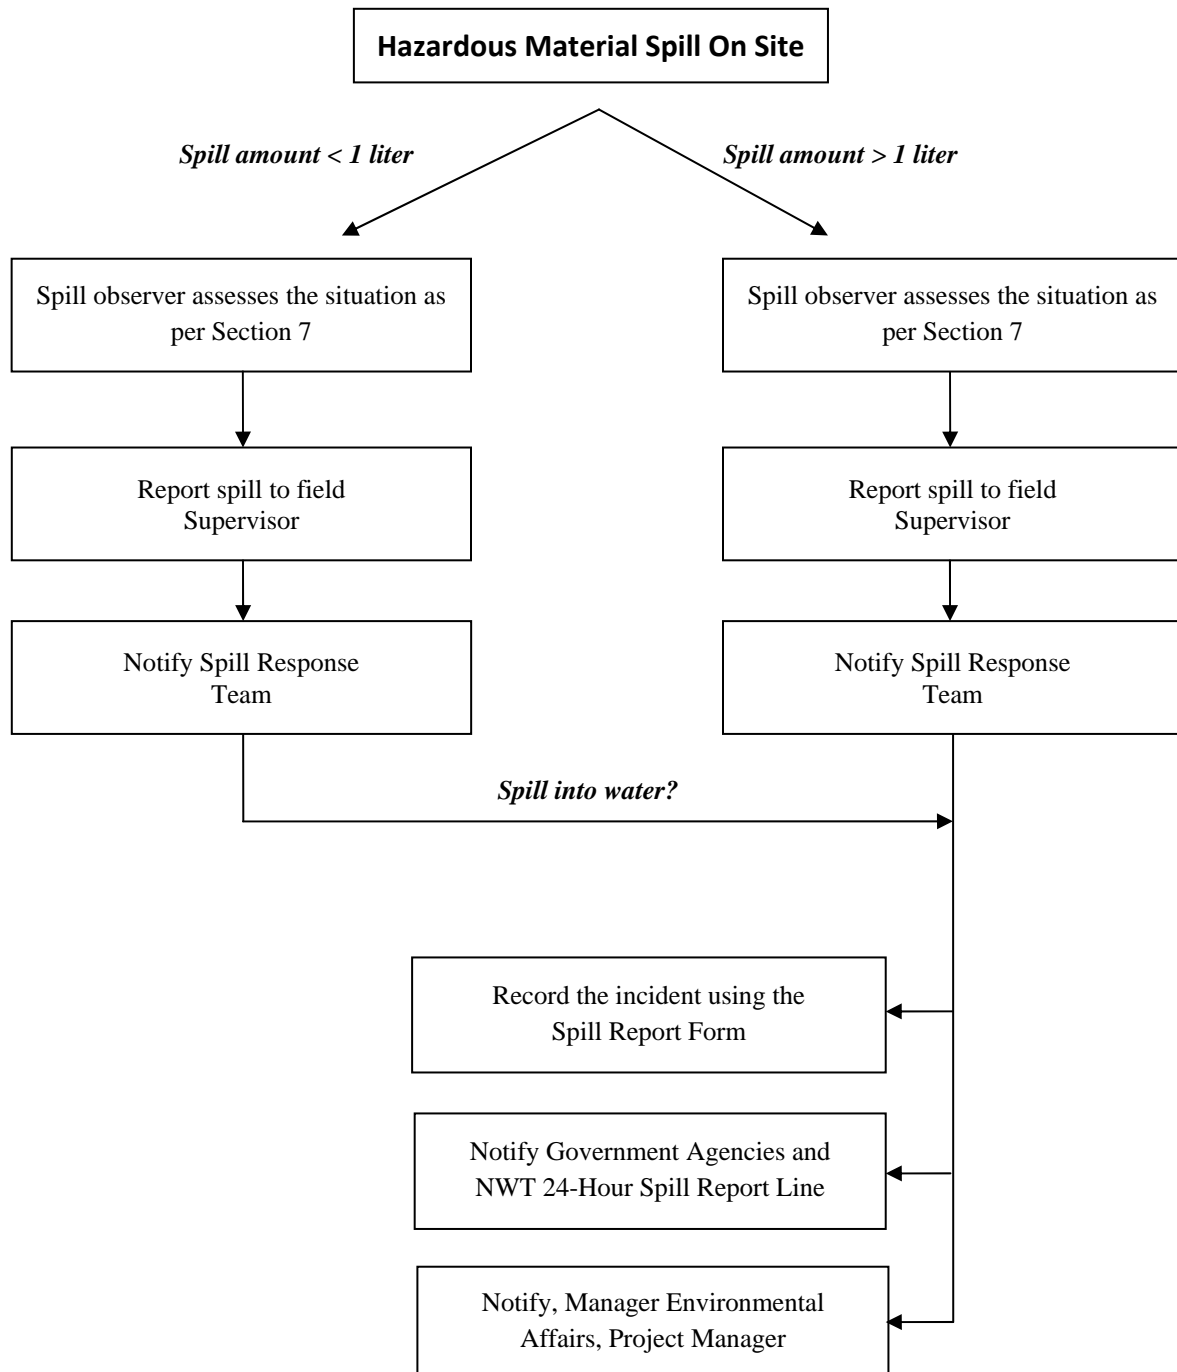 Hazardous Material Spill On Site
Spill amount < 1 liter
Spill amount > 1 liter
Spill observer assesses the situation as
per Section 7
Spill observer assesses the situation as
per Section 7
Report spill to field
Supervisor
Report spill to field
Supervisor
Notify Spill Response
Team
Notify Spill Response
Team
Spill into water?
Record the incident using the
Spill Report Form
Notify Government Agencies and
NWT 24-Hour Spill Report Line
Notify, Manager Environmental
Affairs, Project Manager